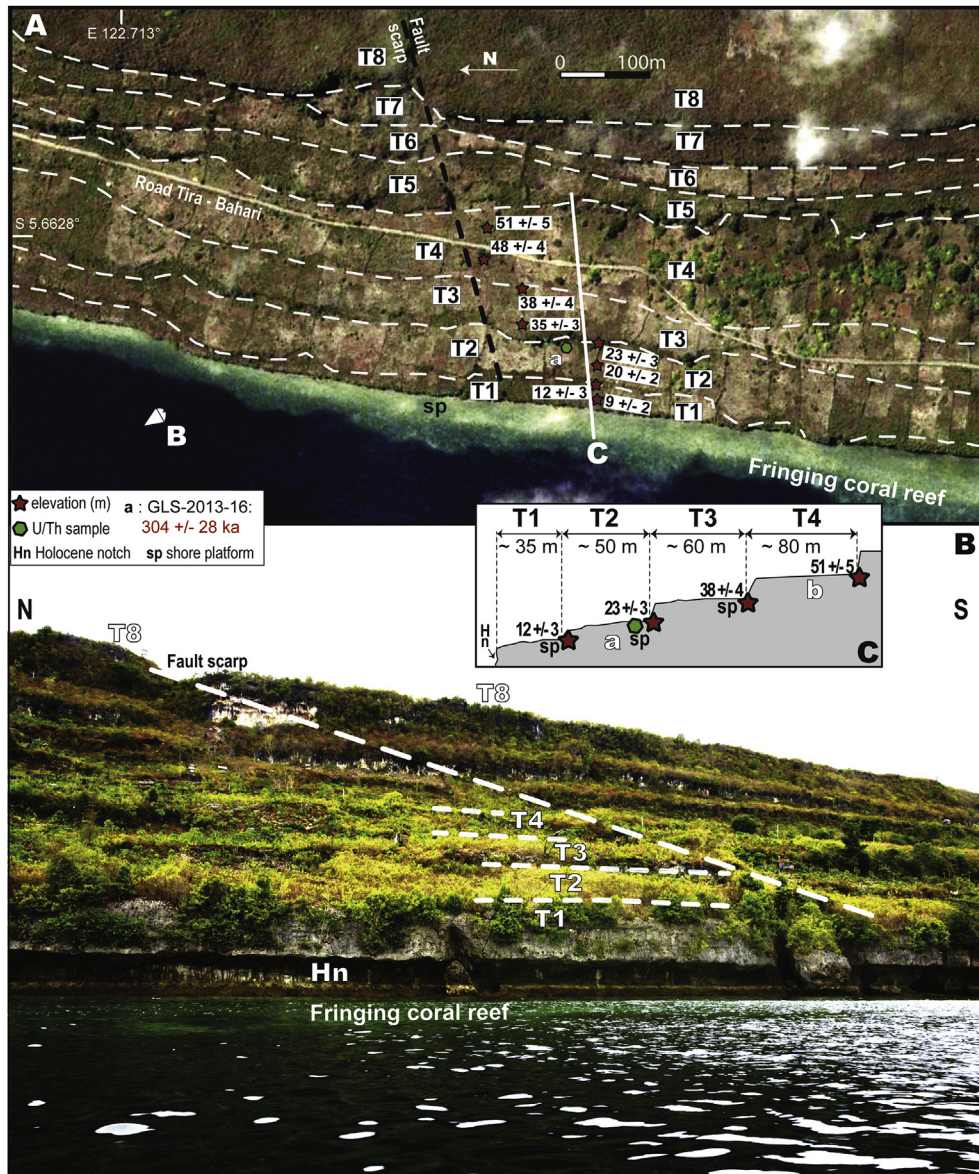 A
E 122.713°
Fault scarp
N
0 100m
T8
T7
T6
T5
T4
T3
T2
T1
T8
T7
T6
T5
T4
T3
T2
T1
Road Tira - Bahari
S 5.6628°
51 +/- 5
48 +/- 4
38 +/- 4
35 +/- 3
23 +/- 3
20 +/- 2
12 +/- 3
9 +/- 2
a
sp
B
C
Fringing coral reef
elevation (m)
a : GLS-2013-16:
U/Th sample
304 +/- 28 ka
Hn Holocene notch sp shore platform
T1 T2 T3 T4
~ 35 m ~ 50 m ~ 60 m ~ 80 m
B
51 +/- 5
38 +/- 4
b
23 +/- 3
sp
12 +/- 3
a
sp
sp
Hn
C
N
S
T8
Fault scarp
T8
T4
T3
T2
T1
Hn
Fringing coral reef